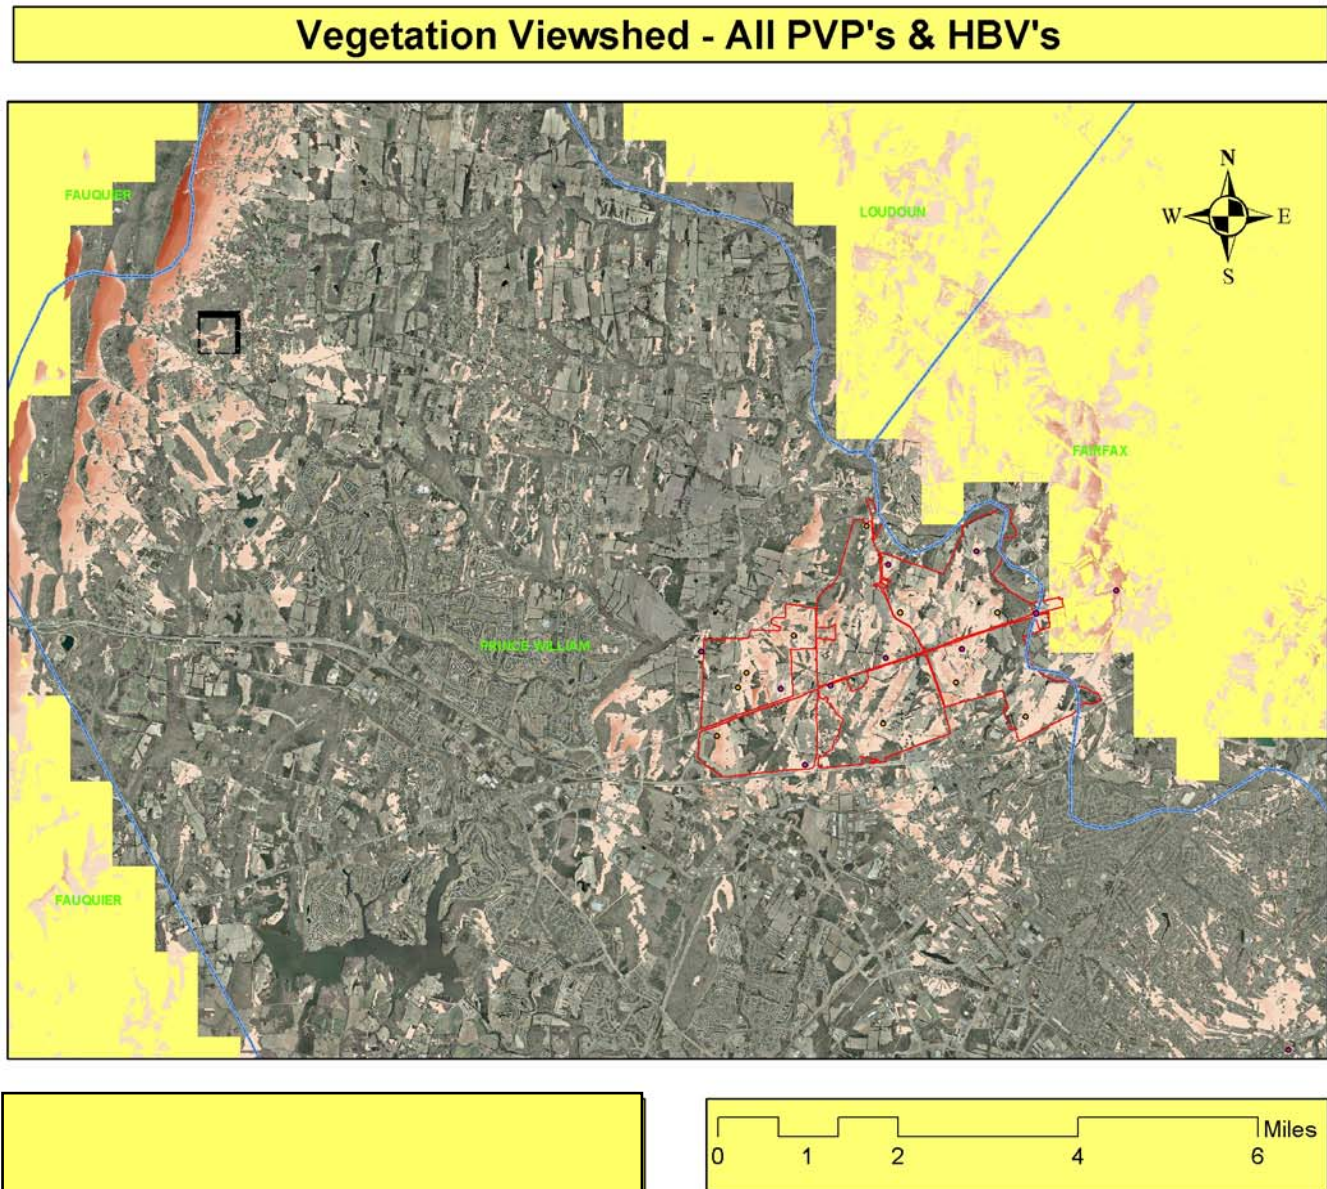 Vegetation Viewshed - All PVP's & HBV's
N
W E
S
FAUQUIER
LOUDOUN
FAIRFAX
PRINCE WILLIAM
FAUQUIER
Miles
0 1 2 4 6